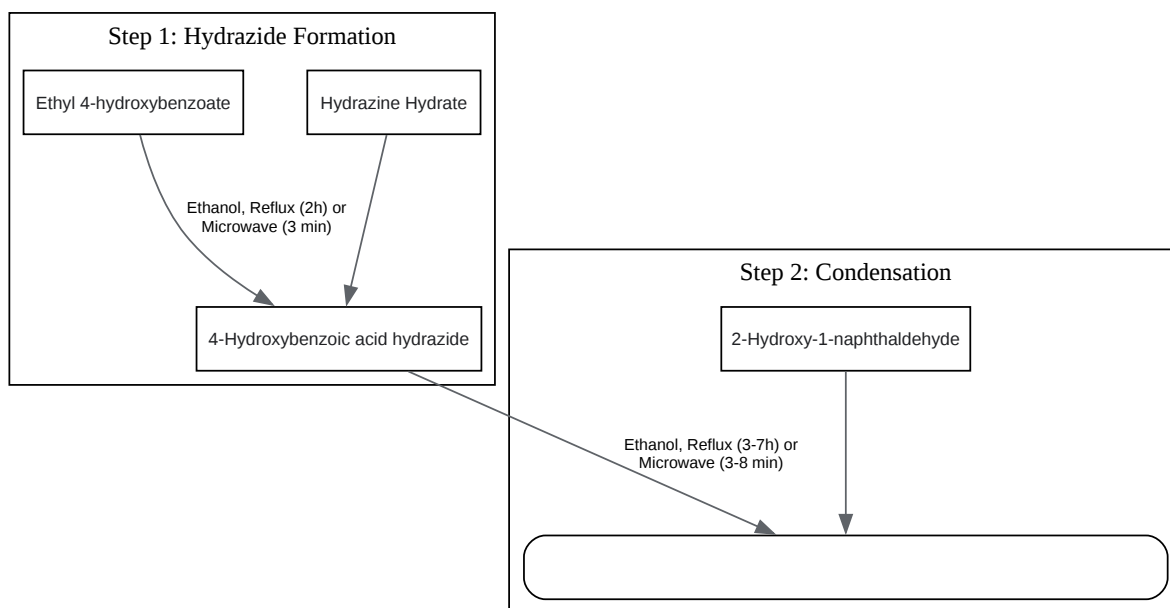 Step 1: Hydrazide Formation
Ethyl 4-hydroxybenzoate
Hydrazine Hydrate
Ethanol, Reflux (2h) or
Microwave (3 min)
4-Hydroxybenzoic acid hydrazide
Step 2: Condensation
2-Hydroxy-1-naphthaldehyde
Ethanol, Reflux (3-7h) or
Microwave (3-8 min)